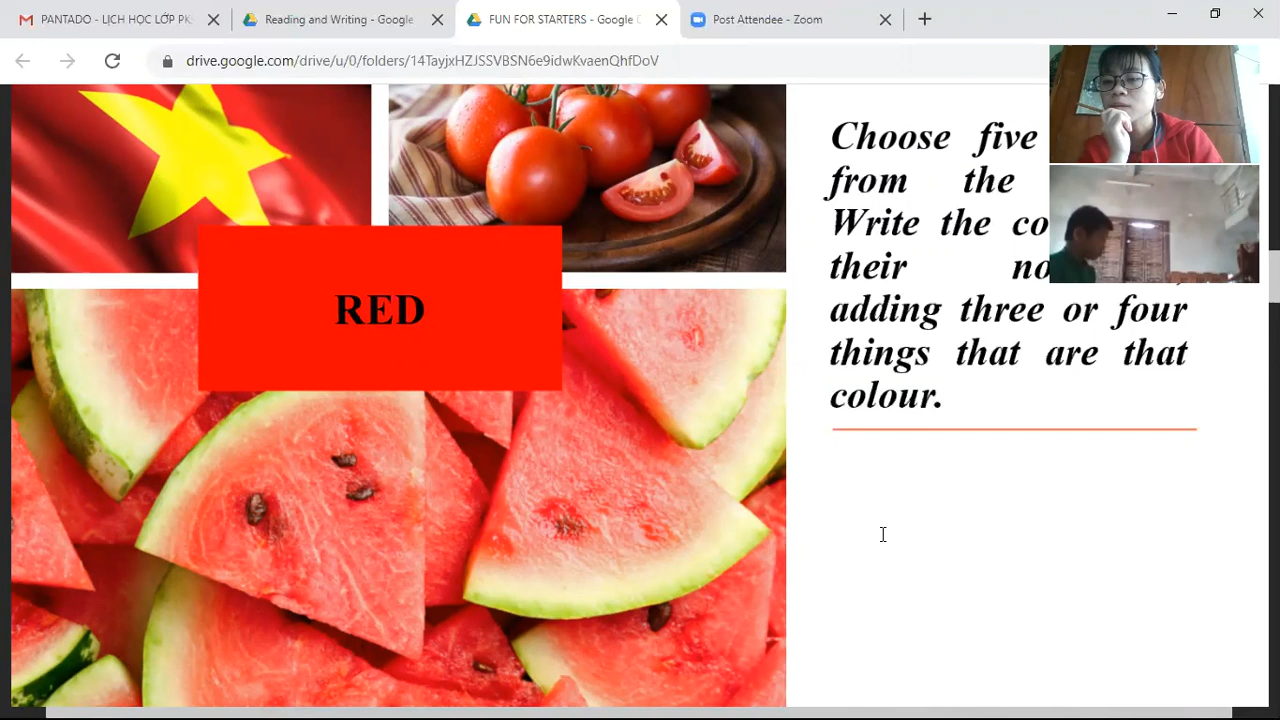 PANTADO - LỊCH HỌC LỚP PK
Reading and Writing - Google
FUN FOR STARTERS - Google
Post Attendee - Zoom
drive.google.com/drive/u/0/folders/14TayjxHZJSSVBSN6e9idwKvaenQhfDoV
RED
Choose five
from the
Write the co
their no
adding three or four
things that are that
colour.